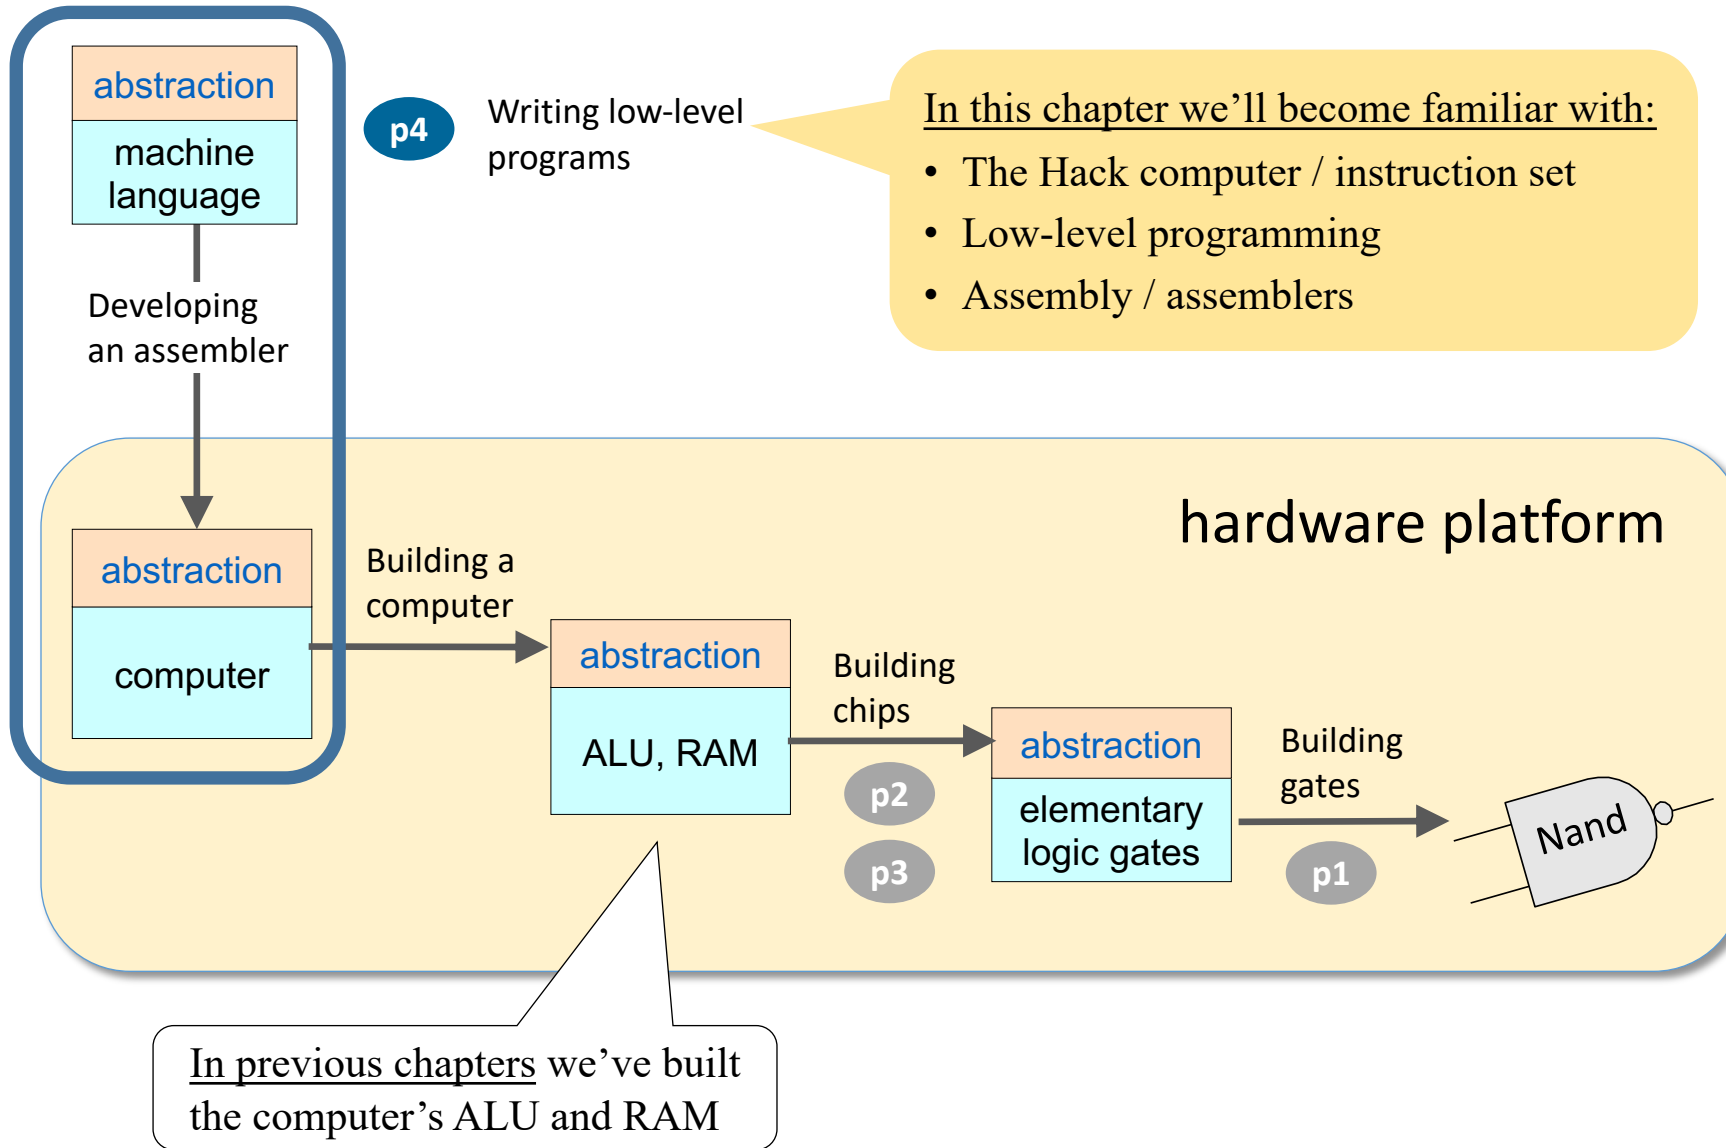 abstraction
machine
language
p4
Writing low-level
programs
In this chapter we’ll become familiar with:
• The Hack computer / instruction set
• Low-level programming
• Assembly / assemblers
Developing
an assembler
hardware platform
abstraction
computer
Building a
computer
abstraction
ALU, RAM
Building
chips
p2
p3
abstraction
elementary
logic gates
Building
gates
p1
Nand
In previous chapters we’ve built
the computer’s ALU and RAM